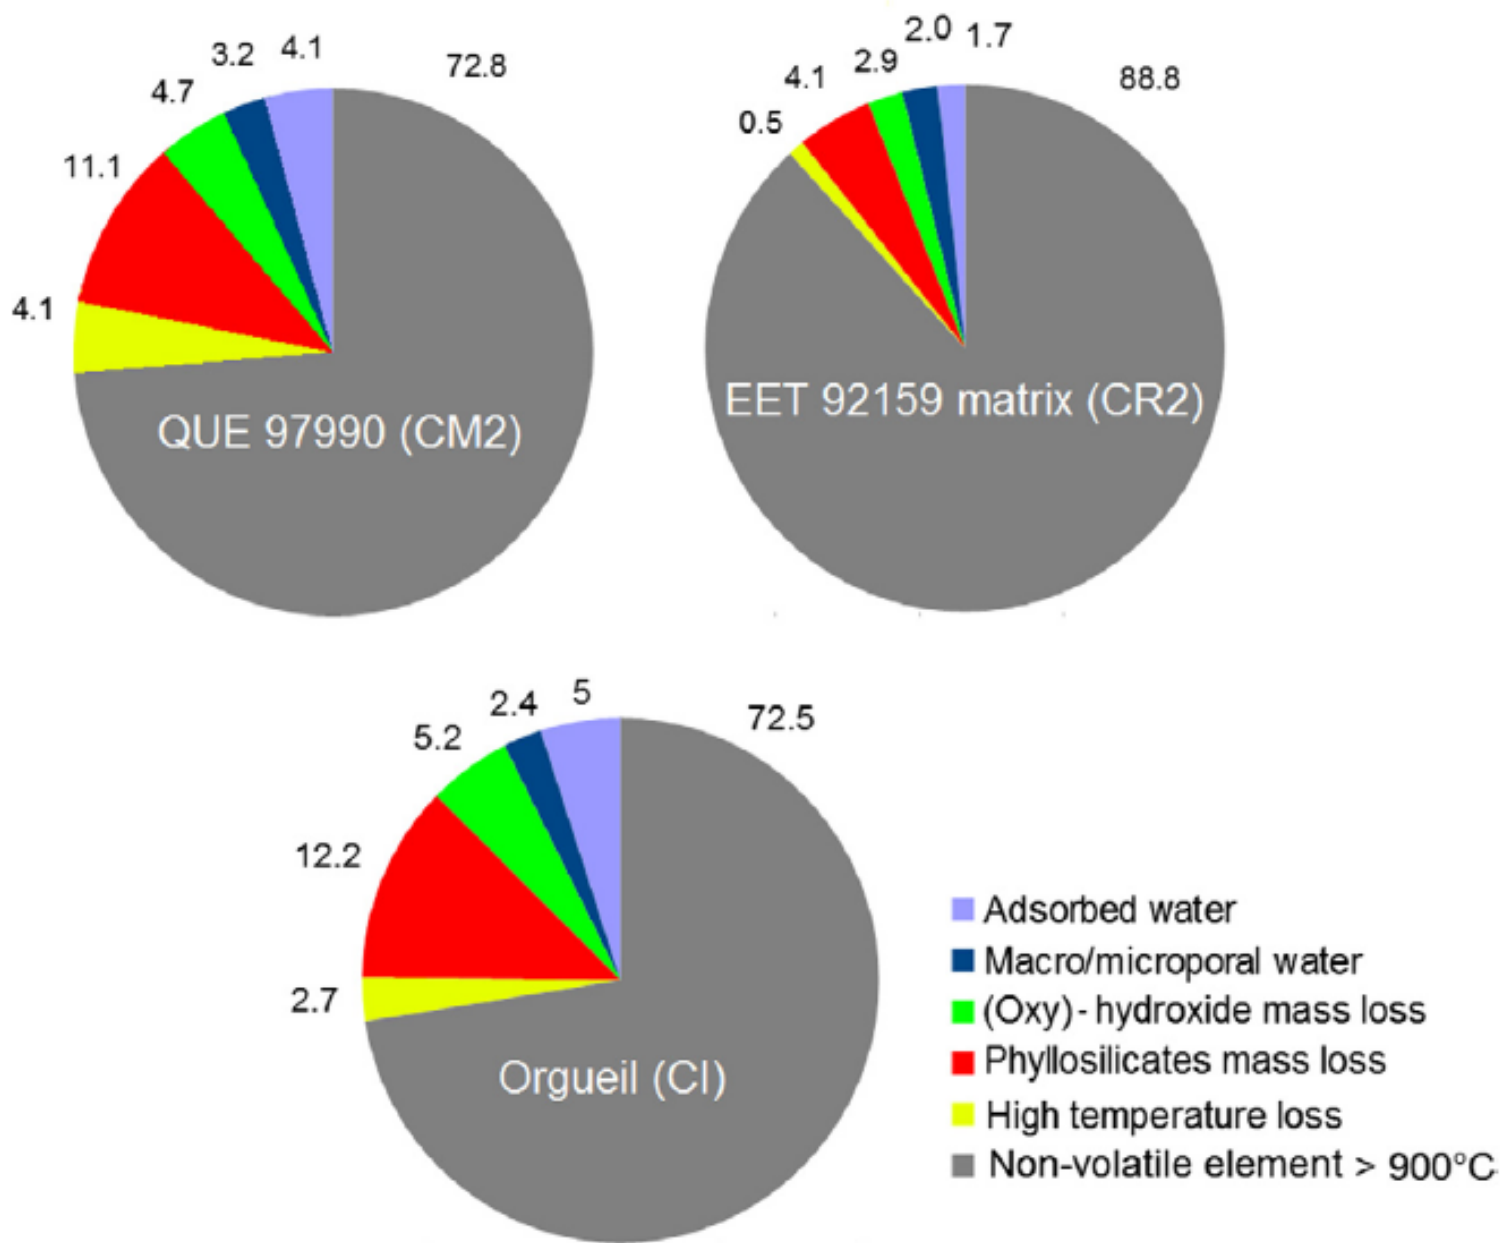 3.2 4.1
72.8
4.7
11.1
4.1
QUE 97990 (CM2)
2.0 1.7
2.9
4.1
88.8
0.5
EET 92159 matrix (CR2)
5
2.4
72.5
5.2
12.2
2.7
Orgueil (CI)
Adsorbed water
Macro/microporal water
(Oxy)-hydroxide mass loss
Phyllosilicates mass loss
High temperature loss
Non-volatile element > 900°C